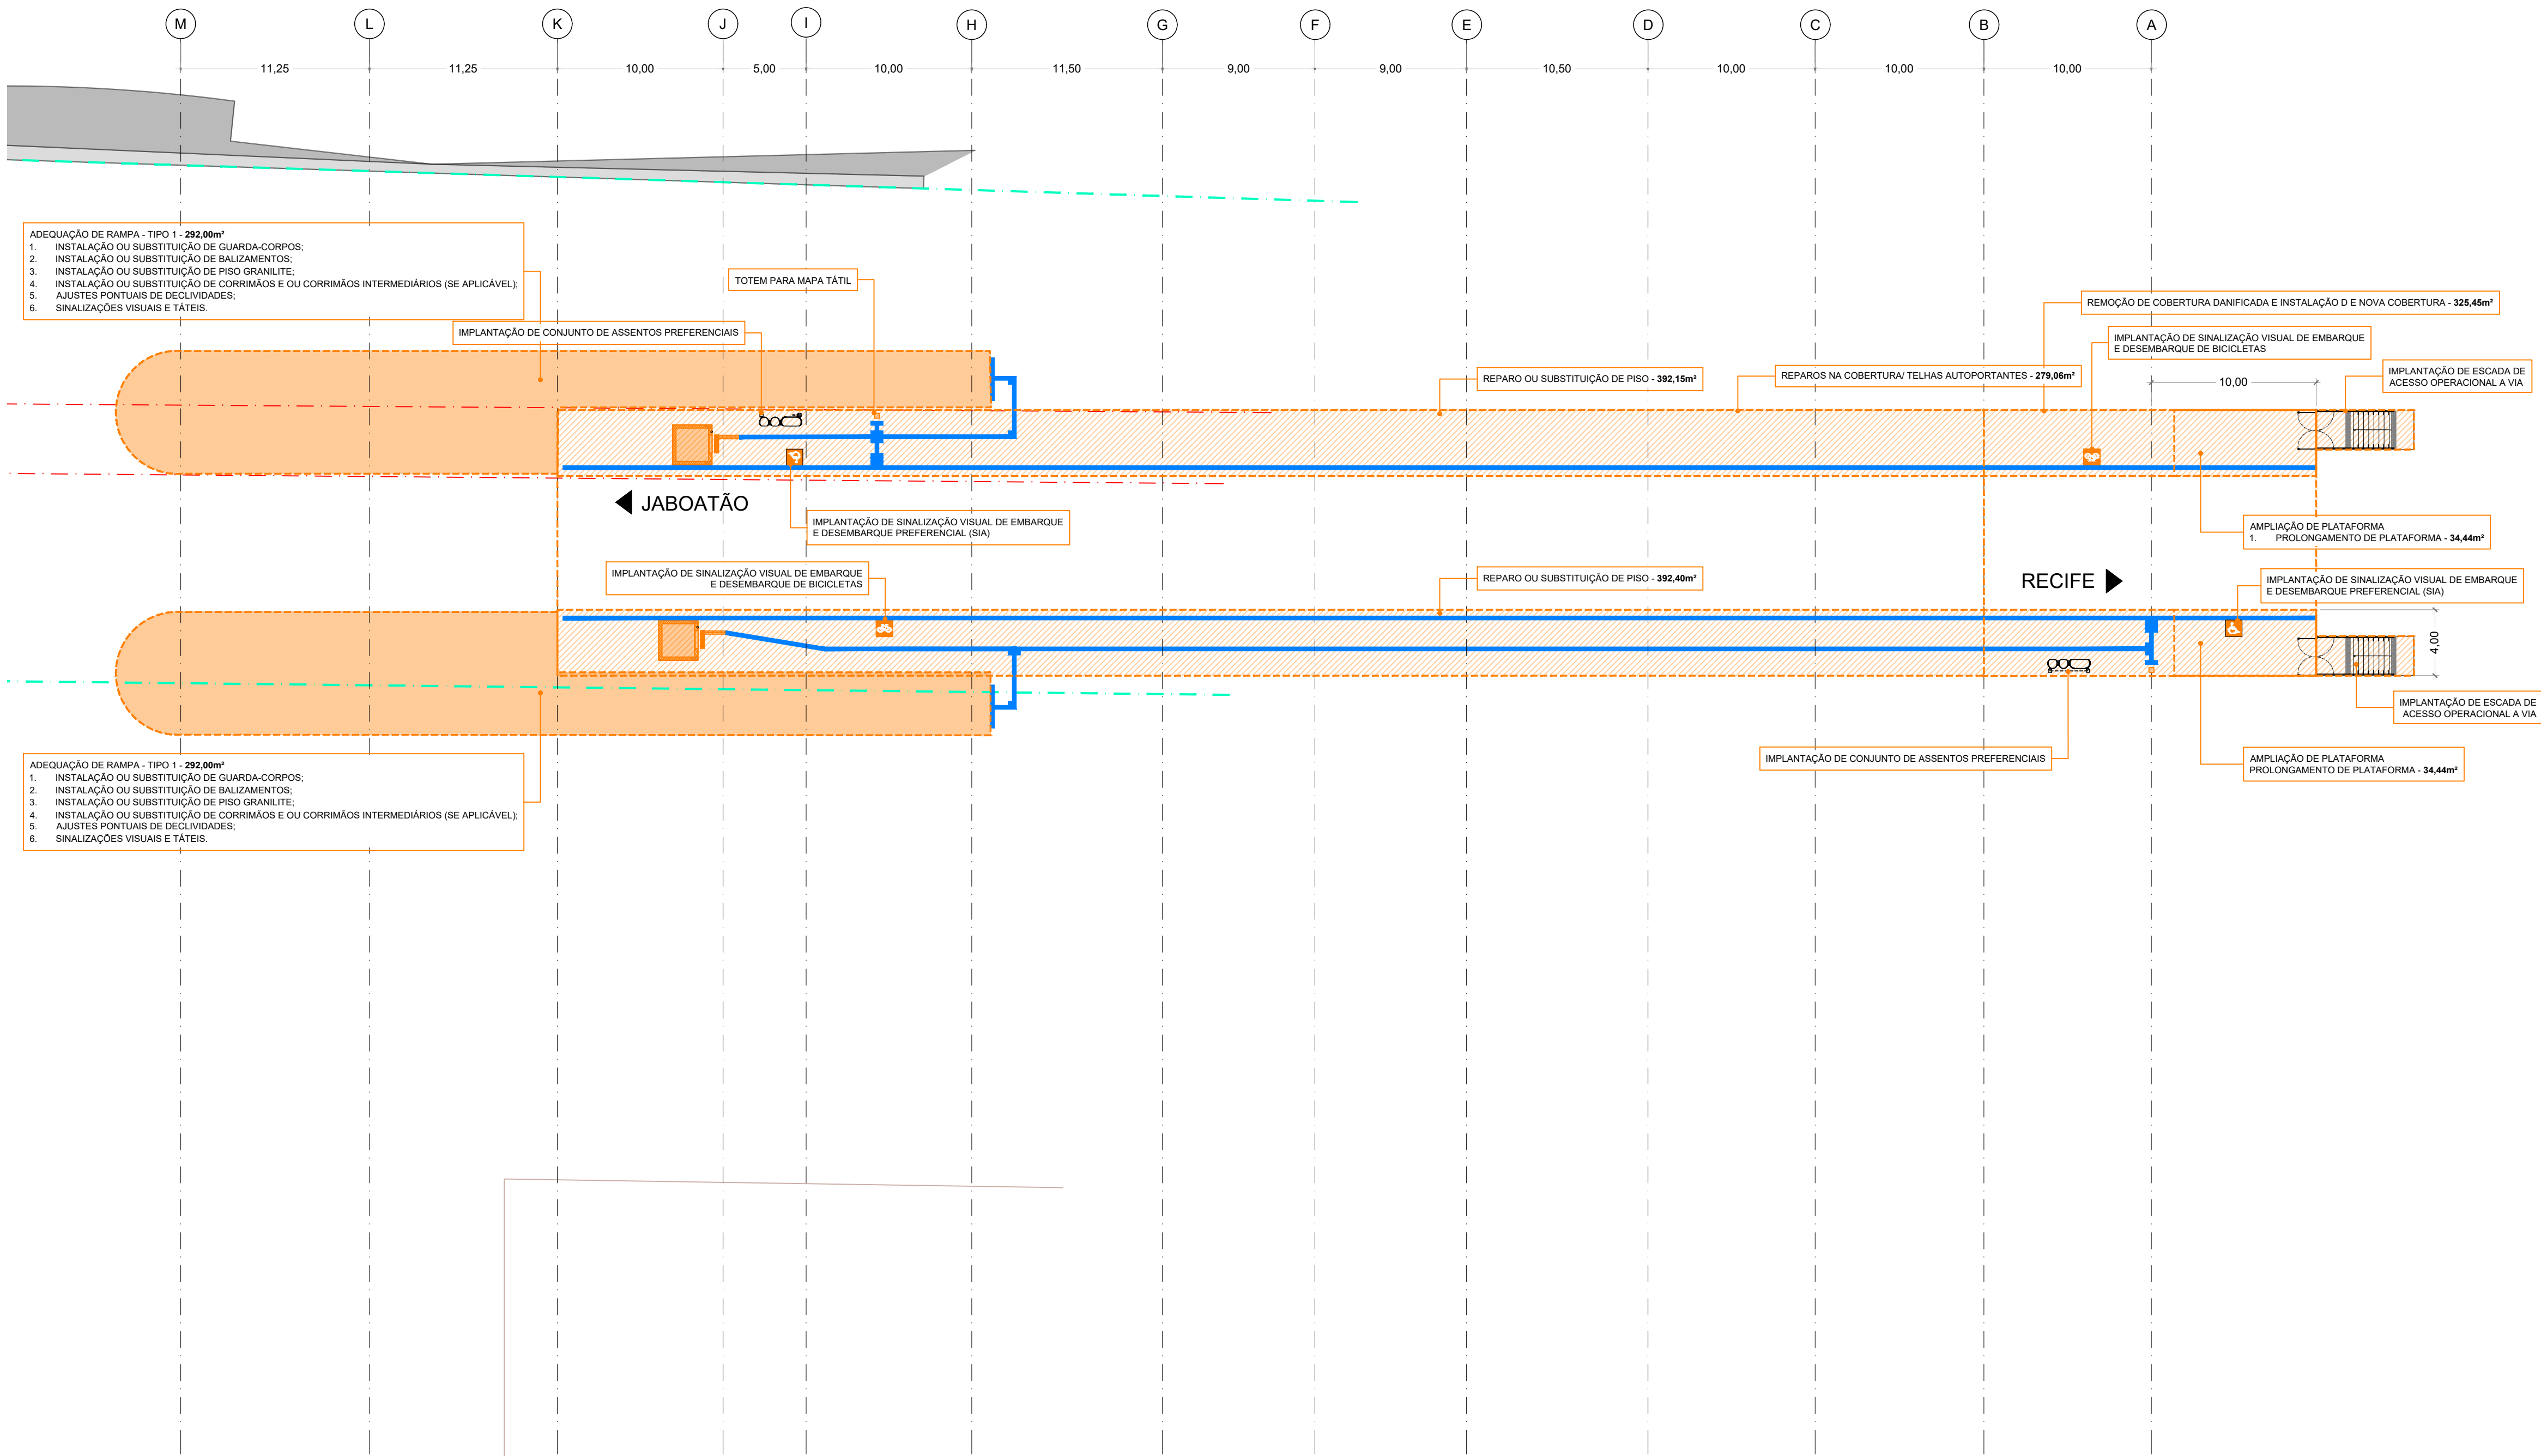 M L K J I H G F E D C B A
11,25 11,25 10,00 5,00 10,00 11,50 9,00 9,00 10,50 10,00 10,00 10,00
ADEQUAÇÃO DE RAMPA - TIPO 1 - 292,00m²
1. INSTALAÇÃO OU SUBSTITUIÇÃO DE GUARDA-CORPOS;
2. INSTALAÇÃO OU SUBSTITUIÇÃO DE BALIZAMENTOS;
3. INSTALAÇÃO OU SUBSTITUIÇÃO DE PISO GRANILITE;
4. INSTALAÇÃO OU SUBSTITUIÇÃO DE CORRIMÃOS E OU CORRIMÃOS INTERMEDIÁRIOS (SE APLICÁVEL);
5. AJUSTES PONTUAIS DE DECLIVIDADES;
6. SINALIZAÇÕES VISUAIS E TÁTEIS.
TOTEM PARA MAPA TÁTIL
IMPLANTAÇÃO DE CONJUNTO DE ASSENTOS PREFERENCIAIS
REMOÇÃO DE COBERTURA DANIFICADA E INSTALAÇÃO D E NOVA COBERTURA - 325,45m²
IMPLANTAÇÃO DE SINALIZAÇÃO VISUAL DE EMBARQUE
E DESEMBARQUE DE BICICLETAS
REPARO OU SUBSTITUIÇÃO DE PISO - 392,15m²
REPAROS NA COBERTURA/ TELHAS AUTOPORTANTES - 279,06m²
IMPLANTAÇÃO DE ESCADA DE
ACESSO OPERACIONAL A VIA
10,00
JABOATÃO
IMPLANTAÇÃO DE SINALIZAÇÃO VISUAL DE EMBARQUE
E DESEMBARQUE PREFERENCIAL (SIA)
AMPLIAÇÃO DE PLATAFORMA
1. PROLONGAMENTO DE PLATAFORMA - 34,44m²
IMPLANTAÇÃO DE SINALIZAÇÃO VISUAL DE EMBARQUE
E DESEMBARQUE DE BICICLETAS
REPARO OU SUBSTITUIÇÃO DE PISO - 392,40m²
RECIFE
IMPLANTAÇÃO DE SINALIZAÇÃO VISUAL DE EMBARQUE
E DESEMBARQUE PREFERENCIAL (SIA)
4,00
IMPLANTAÇÃO DE ESCADA DE
ACESSO OPERACIONAL A VIA
ADEQUAÇÃO DE RAMPA - TIPO 1 - 292,00m²
1. INSTALAÇÃO OU SUBSTITUIÇÃO DE GUARDA-CORPOS;
2. INSTALAÇÃO OU SUBSTITUIÇÃO DE BALIZAMENTOS;
3. INSTALAÇÃO OU SUBSTITUIÇÃO DE PISO GRANILITE;
4. INSTALAÇÃO OU SUBSTITUIÇÃO DE CORRIMÃOS E OU CORRIMÃOS INTERMEDIÁRIOS (SE APLICÁVEL);
5. AJUSTES PONTUAIS DE DECLIVIDADES;
6. SINALIZAÇÕES VISUAIS E TÁTEIS.
IMPLANTAÇÃO DE CONJUNTO DE ASSENTOS PREFERENCIAIS
AMPLIAÇÃO DE PLATAFORMA
PROLONGAMENTO DE PLATAFORMA - 34,44m²